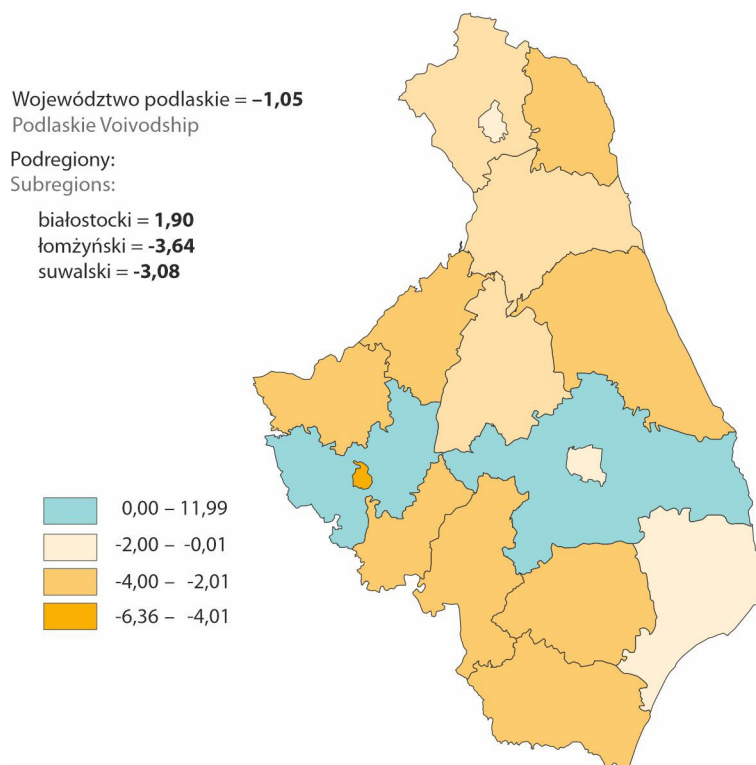 Województwo podlaskie = –1,05
Podlaskie Voivodship
Podregiony:
Subregions:
białostocki = 1,90
łomżyński = -3,64
suwalski = -3,08
0,00 – 11,99
-2,00 – -0,01
-4,00 – -2,01
-6,36 – -4,01